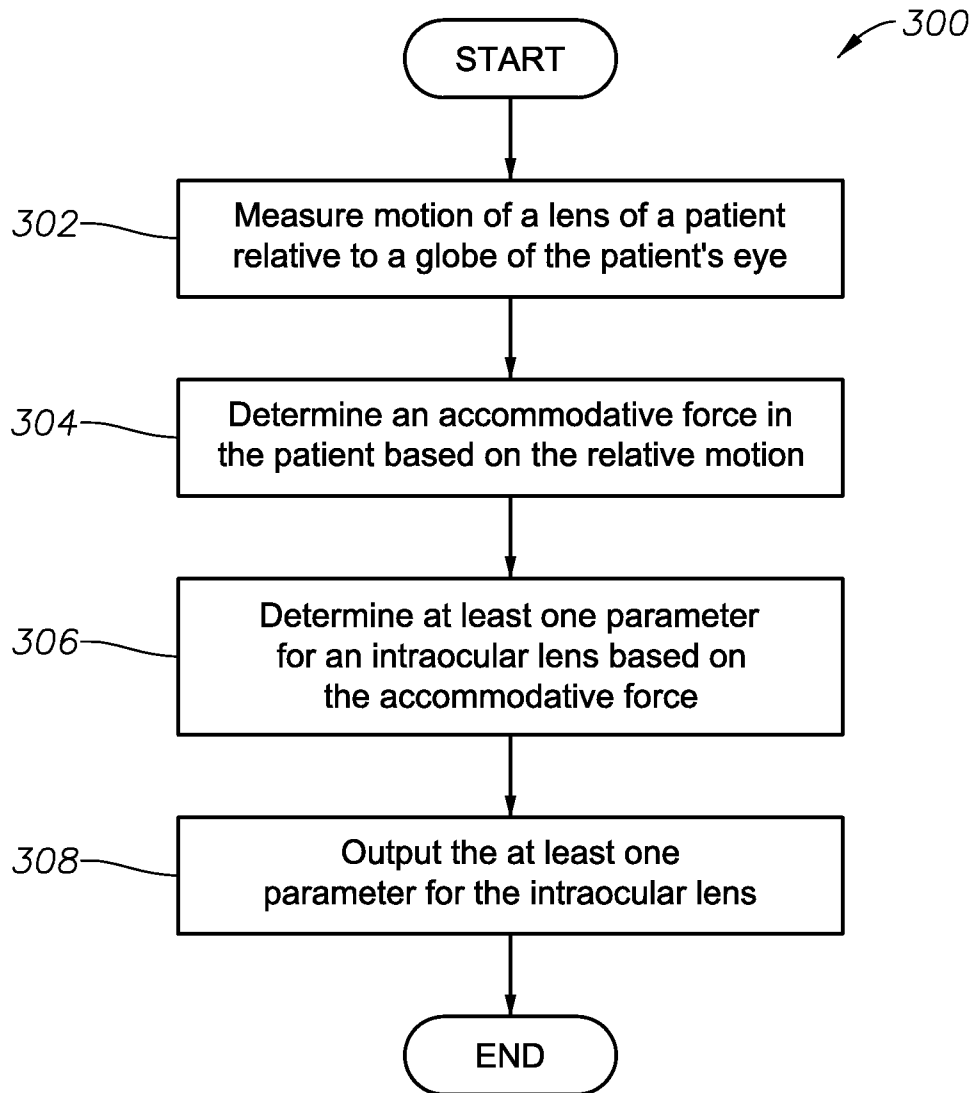 START
300
302
Measure motion of a lens of a patient
relative to a globe of the patient's eye
304
Determine an accommodative force in
the patient based on the relative motion
306
Determine at least one parameter
for an intraocular lens based on
the accommodative force
308
Output the at least one
parameter for the intraocular lens
END